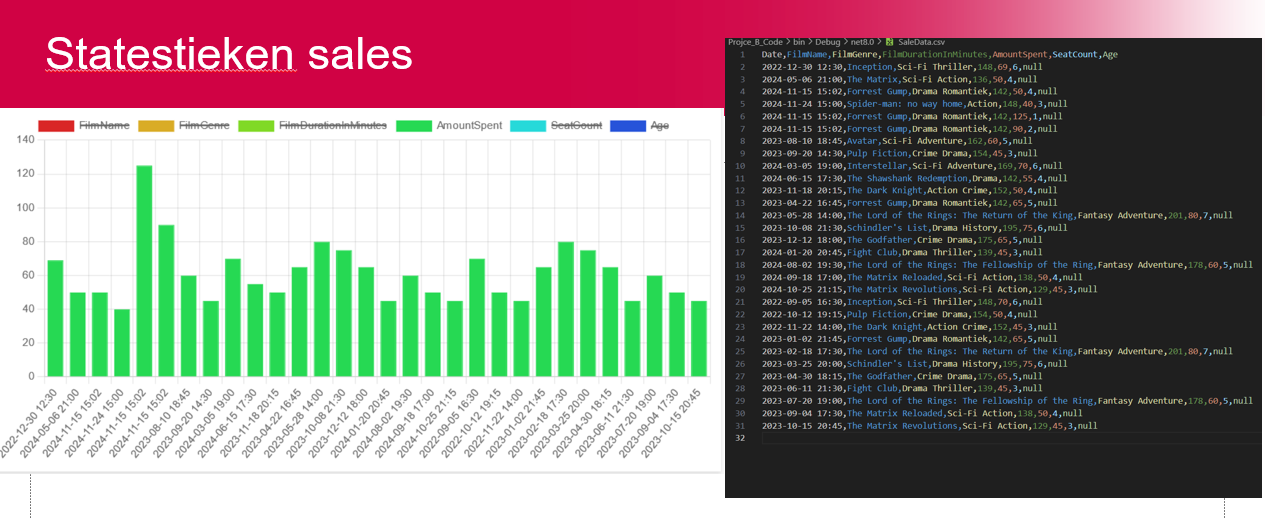 Statestieken sales
FilmName FilmGenre FilmDurationInMinutes AmountSpent SeatCount Age
140
120
100
80
60
40
20
0
2022-12-30 12:30
2024-05-06 21:00
2024-11-15 15:02
2024-11-24 15:00
2024-11-15 15:02
2024-11-15 15:02
2023-08-10 18:45
2023-09-20 14:30
2024-03-05 19:00
2024-06-15 17:30
2023-11-18 20:15
2023-04-22 16:45
2023-05-28 14:00
2023-10-08 21:30
2023-12-12 18:00
2024-01-20 20:45
2024-08-02 19:30
2024-09-18 17:00
2024-10-25 21:15
2022-09-05 16:30
2022-10-12 19:15
2022-11-22 14:00
2023-01-02 21:45
2023-02-18 17:30
2023-03-25 20:00
2023-04-30 18:15
2023-06-11 21:30
2023-07-20 19:00
2023-09-04 17:30
2023-10-15 20:45
Projce_B_Code > bin > Debug > net8.0 > SaleData.csv
1 Date,FilmName,FilmGenre,FilmDurationInMinutes,AmountSpent,SeatCount,Age
2 2022-12-30 12:30,Inception,Sci-Fi Thriller,148,69,6,null
3 2024-05-06 21:00,The Matrix,Sci-Fi Action,136,50,4,null
4 2024-11-15 15:02,Forrest Gump,Drama Romantiek,142,50,4,null
5 2024-11-24 15:00,Spider-man: no way home,Action,148,40,3,null
6 2024-11-15 15:02,Forrest Gump,Drama Romantiek,142,125,1,null
7 2024-11-15 15:02,Forrest Gump,Drama Romantiek,142,90,2,null
8 2023-08-10 18:45,Avatar,Sci-Fi Adventure,162,60,5,null
9 2023-09-20 14:30,Pulp Fiction,Crime Drama,154,45,3,null
10 2024-03-05 19:00,Interstellar,Sci-Fi Adventure,169,70,6,null
11 2024-06-15 17:30,The Shawshank Redemption,Drama,142,55,4,null
12 2023-11-18 20:15,The Dark Knight,Action Crime,152,50,4,null
13 2023-04-22 16:45,Forrest Gump,Drama Romantiek,142,65,5,null
14 2023-05-28 14:00,The Lord of the Rings: The Return of the King,Fantasy Adventure,201,80,7,null
15 2023-10-08 21:30,Schindler's List,Drama History,195,75,6,null
16 2023-12-12 18:00,The Godfather,Crime Drama,175,65,5,null
17 2024-01-20 20:45,Fight Club,Drama Thriller,139,45,3,null
18 2024-08-02 19:30,The Lord of the Rings: The Fellowship of the Ring,Fantasy Adventure,178,60,5,null
19 2024-09-18 17:00,The Matrix Reloaded,Sci-Fi Action,138,50,4,null
20 2024-10-25 21:15,The Matrix Revolutions,Sci-Fi Action,129,45,3,null
21 2022-09-05 16:30,Inception,Sci-Fi Thriller,148,70,6,null
22 2022-10-12 19:15,Pulp Fiction,Crime Drama,154,50,4,null
23 2022-11-22 14:00,The Dark Knight,Action Crime,152,45,3,null
24 2023-01-02 21:45,Forrest Gump,Drama Romantiek,142,65,5,null
25 2023-02-18 17:30,The Lord of the Rings: The Return of the King,Fantasy Adventure,201,80,7,null
26 2023-03-25 20:00,Schindler's List,Drama History,195,75,6,null
27 2023-04-30 18:15,The Godfather,Crime Drama,175,65,5,null
28 2023-06-11 21:30,Fight Club,Drama Thriller,139,45,3,null
29 2023-07-20 19:00,The Lord of the Rings: The Fellowship of the Ring,Fantasy Adventure,178,60,5,null
30 2023-09-04 17:30,The Matrix Reloaded,Sci-Fi Action,138,50,4,null
31 2023-10-15 20:45,The Matrix Revolutions,Sci-Fi Action,129,45,3,null
32